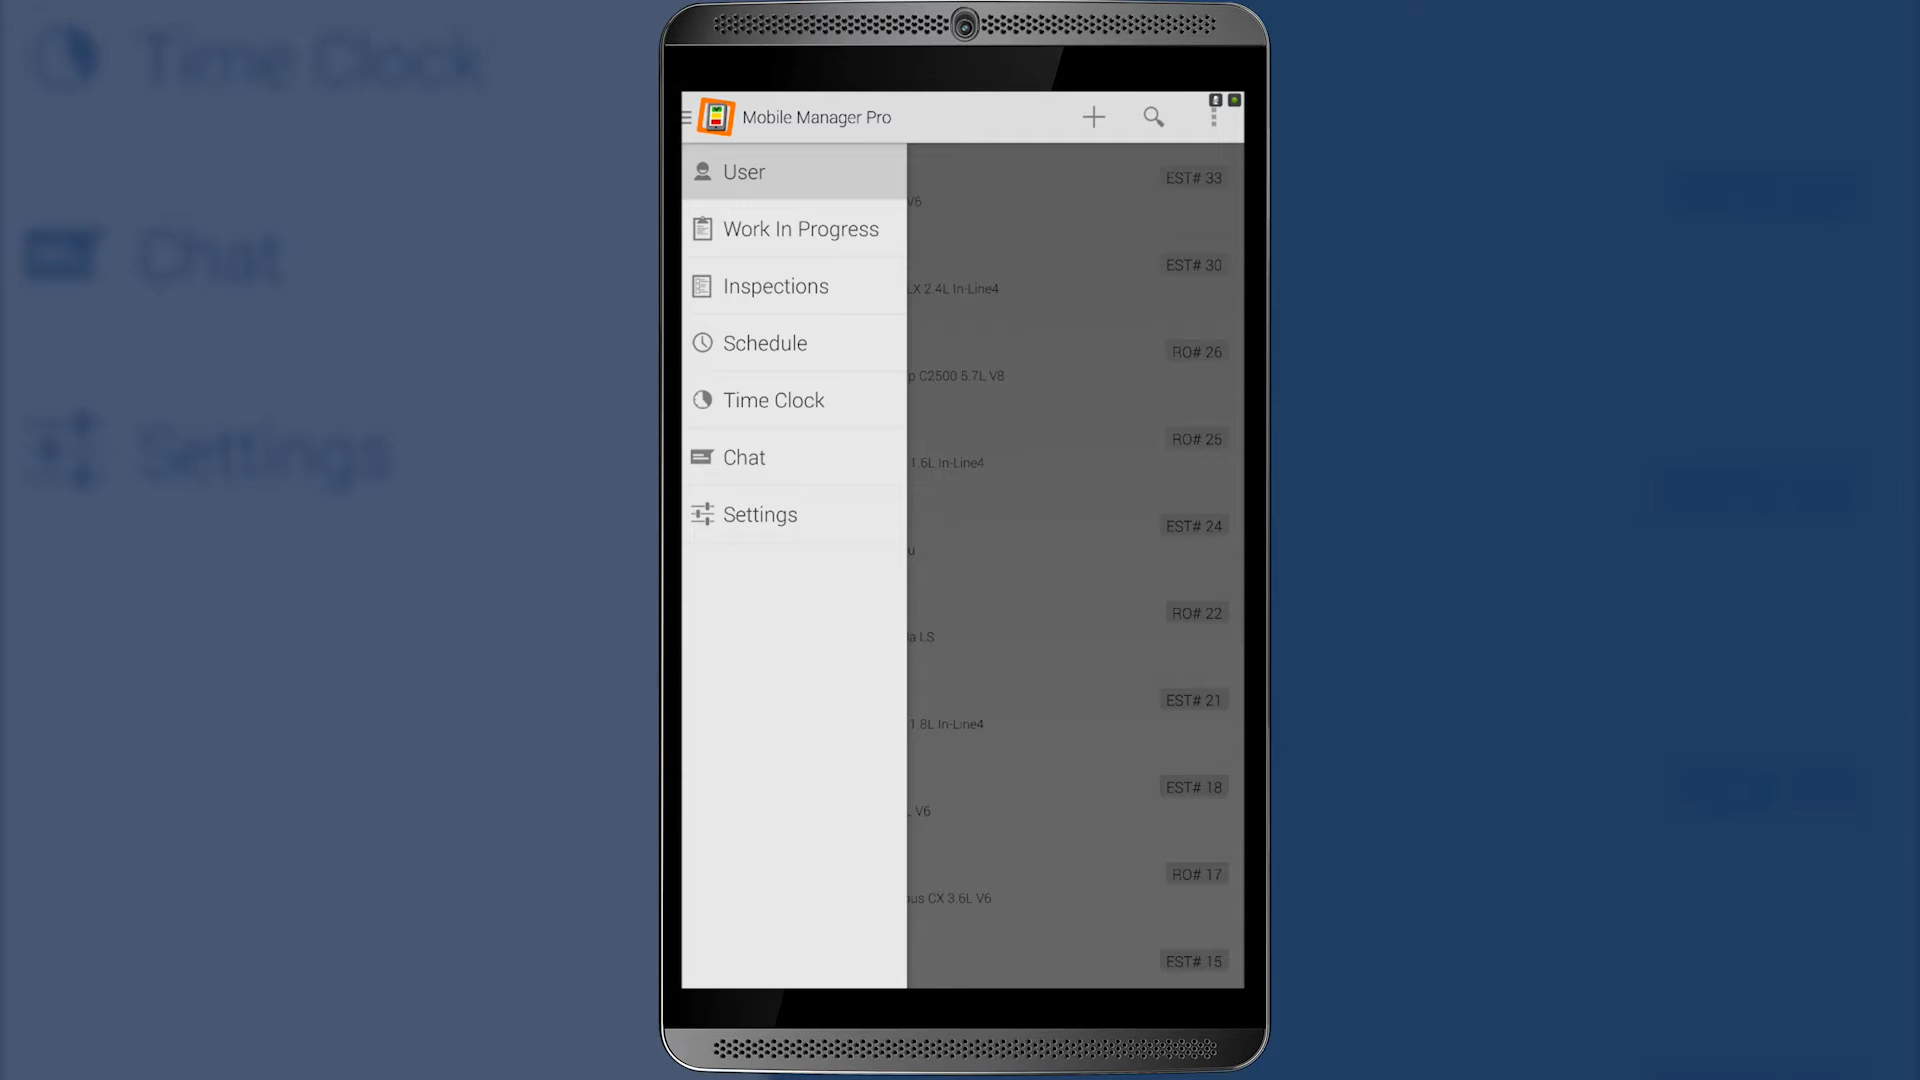 Time Clock
Chat
Settings
Mobile Manager Pro
User
Work In Progress
Inspections
Schedule
Time Clock
Chat
Settings
EST# 33
V6
EST# 30
LX 2.4L In-Line4
RO# 26
p C2500 5.7L V8
RO# 25
1.6L In-Line4
EST# 24
u
RO# 22
la LS
EST# 21
1.8L In-Line4
EST# 18
V6
RO# 17
ous CX 3.6L V6
EST# 15